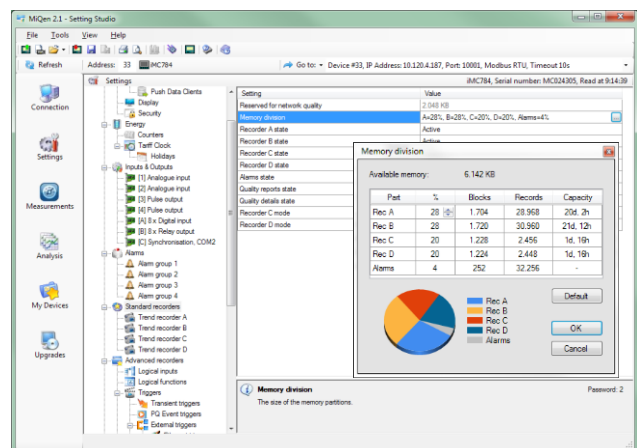 MiQen 2.1 - Setting Studio
File Tools View Help
Refresh Address: 33 iMC784 Go to: Device #33, IP Address: 10.120.4.187, Port: 10001, Modbus RTU, Timeout 10s
Settings iMC784, Serial number: MC024305, Read at 9:14:39
Connection
Settings
Measurements
Analysis
My Devices
Upgrades
Push Data Clients
Display
Security
Energy
Counters
Tariff Clock
Holidays
Inputs & Outputs
[1] Analogue input
[2] Analogue input
[3] Pulse output
[4] Pulse output
[A] 8 x Digital input
[B] 8 x Relay output
[C] Synchronisation, COM2
Alarms
Alarm group 1
Alarm group 2
Alarm group 3
Alarm group 4
Standard recorders
Trend recorder A
Trend recorder B
Trend recorder C
Trend recorder D
Advanced recorders
Logical inputs
Logical functions
Triggers
Transient triggers
PQ Event triggers
External triggers
Setting Value
Reserved for network quality 2.048 KB
Memory division A=28%, B=28%, C=20%, D=20%, Alarms=4% ...
Recorder A state Active
Recorder B state Active
Recorder C state
Recorder D state
Alarms state
Quality reports state
Quality details state
Recorder C mode
Recorder D mode
Memory division
Available memory: 6.142 KB
Part % Blocks Records Capacity
Rec A 28 1.704 28.968 20d, 2h
Rec B 28 1.720 30.960 21d, 12h
Rec C 20 1.228 2.456 1d, 16h
Rec D 20 1.224 2.448 1d, 16h
Alarms 4 252 32.256 -
Rec A
Rec B
Rec C
Rec D
Alarms
Default
OK
Cancel
Memory division Password: 2
The size of the memory partitions.